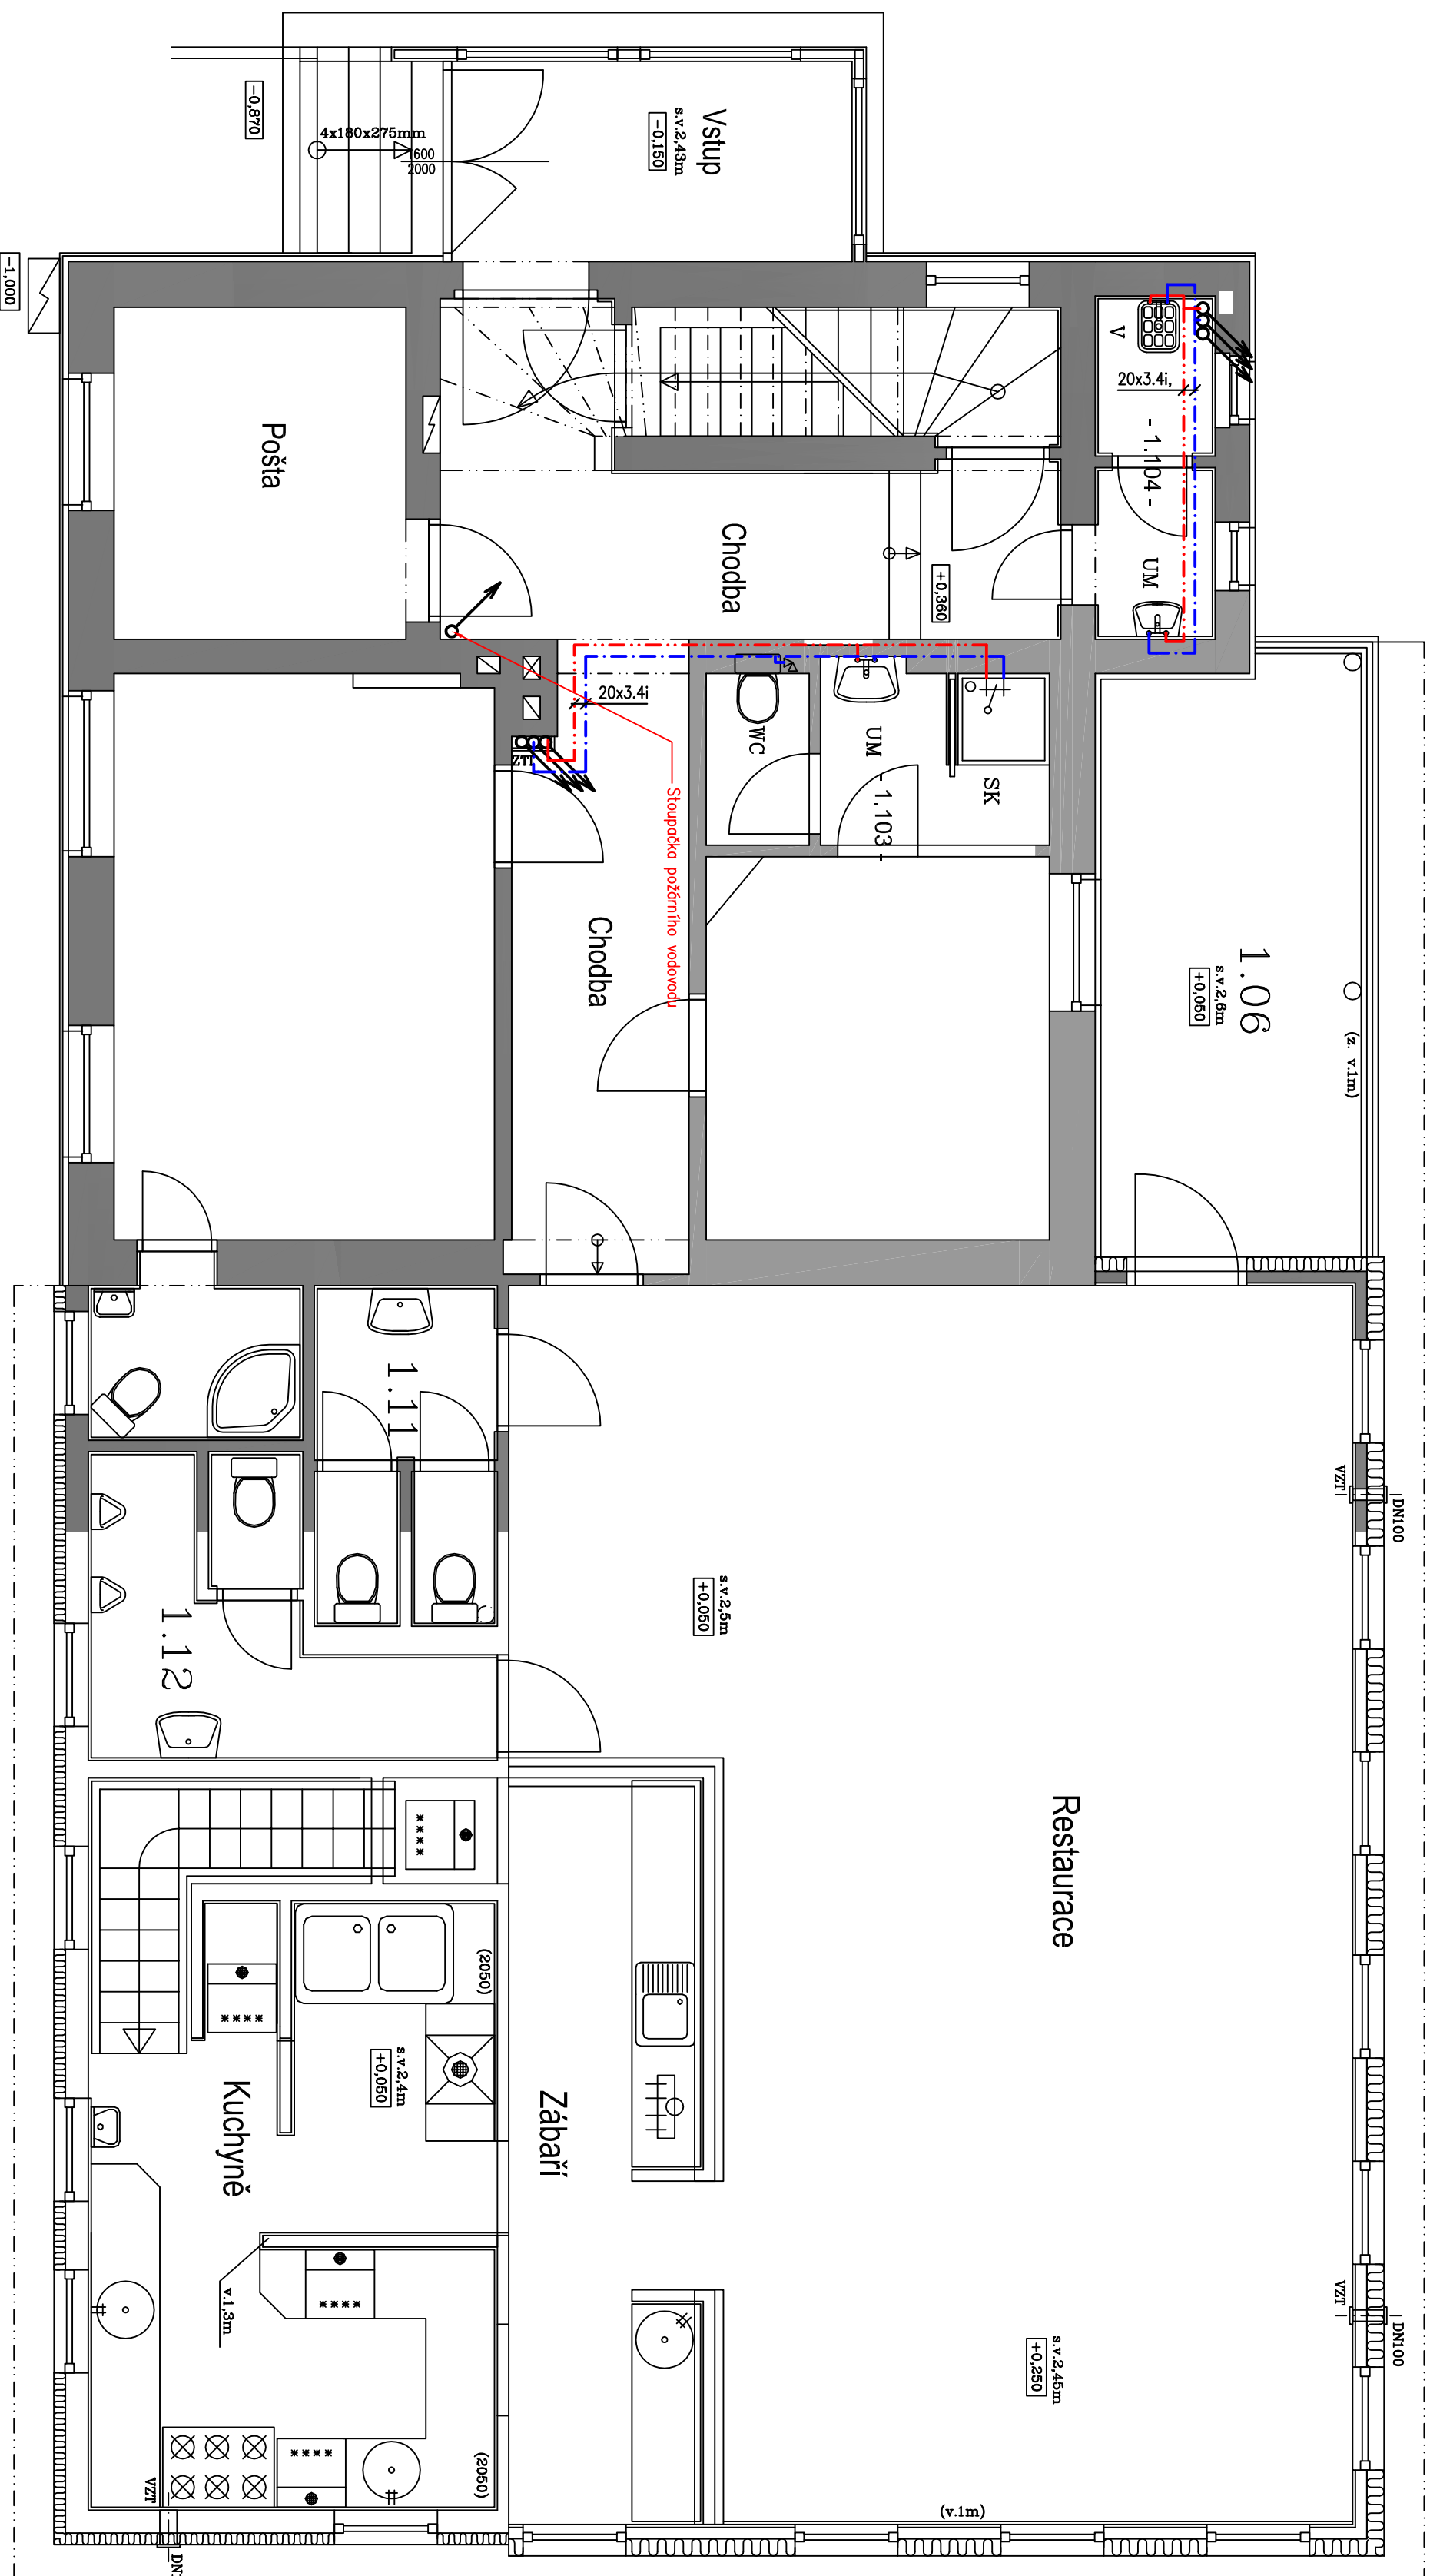 -0,870
-1,000
4x180x275mm
1600
2000
Vstup
s.v.2,43m
-0,150
V
20x3.4i,
- 1.104 -
UM
Pošta
Chodba
+0,360
20x3.4i
ZTI
WC
UM
- 1.103 -
SK
Stoupačka požárního vodovodu
Chodba
1.06
s.v.2,6m
+0,050
(z. v.1m)
1.11
1.12
VZT
DN100
s.v.2,5m
+0,050
Restaurace
(2050)
s.v.2,4m
+0,050
Kuchyně
Zábaří
v.1,3m
VZT
DN100
s.v.2,45m
+0,250
(2050)
VZT
(v.1m)